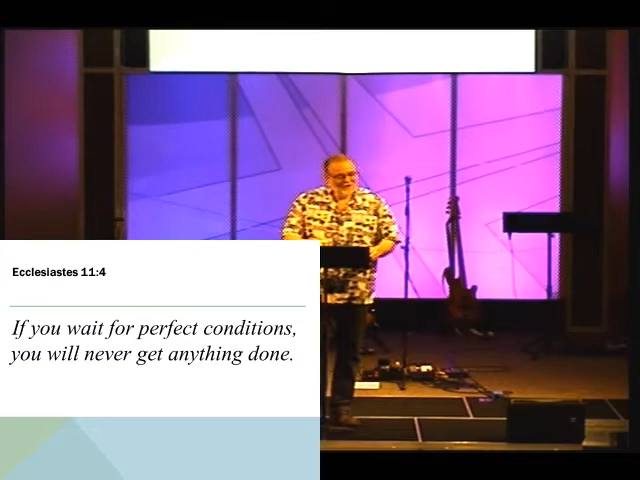 Ecclesiastes 11:4
If you wait for perfect conditions,
you will never get anything done.